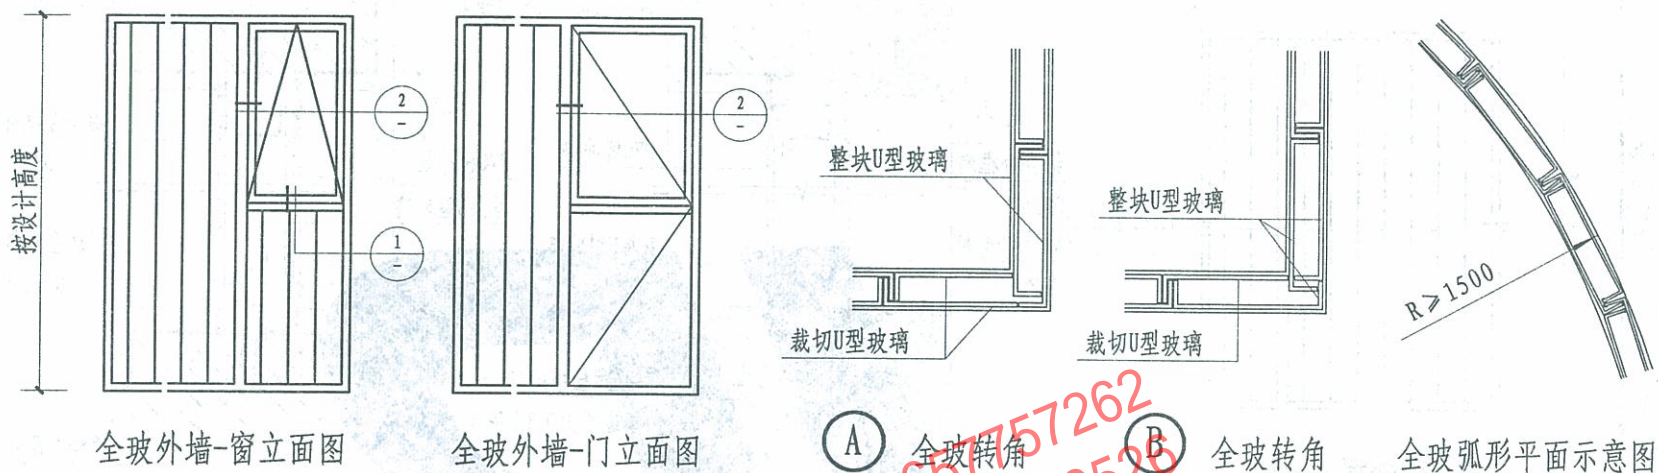 按设计高度
2
-
1
-
全玻外墙-窗立面图
2
-
全玻外墙-门立面图
整块U型玻璃
裁切U型玻璃
A 全玻转角
整块U型玻璃
裁切U型玻璃
B 全玻转角
R≥1500
全玻弧形平面示意图